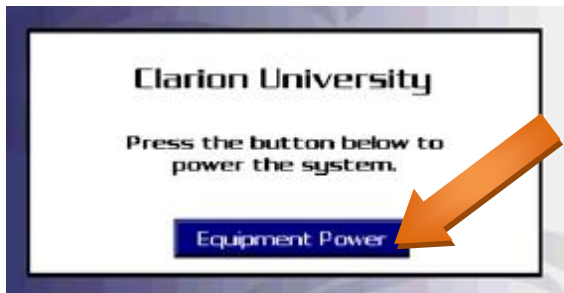 Clarion University
Press the button below to
power the system.
Equipment Power